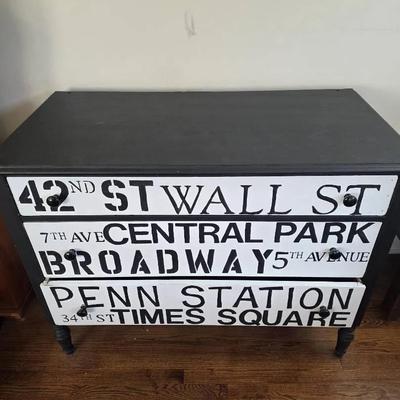 42ND ST WALL ST
7TH AVE CENTRAL PARK
BROADWAY 5TH AVENUE
PENN STATION
34TH ST TIMES SQUARE